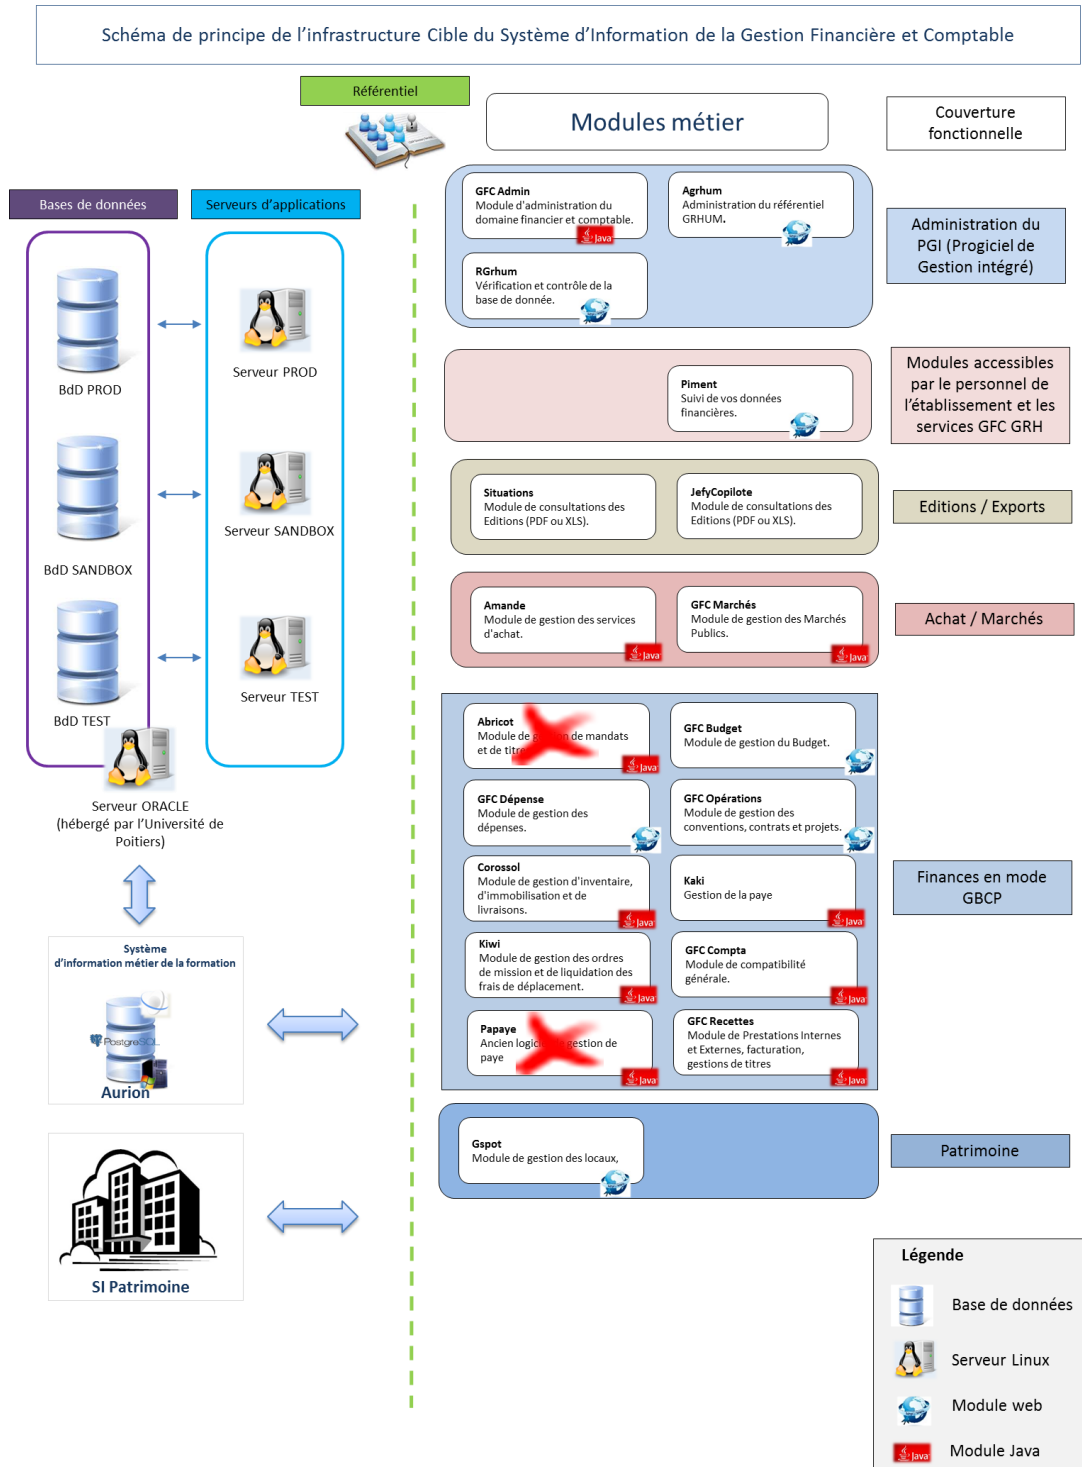 Schéma de principe de l'infrastructure Cible du Système d'Information de la Gestion Financière et Comptable
Référentiel
Modules métier
Couverture
fonctionnelle
Bases de données
Serveurs d'applications
GFC Admin
Module d'administration du
domaine financier et comptable.
Java
Agrhum
Administration du référentiel
GRHUM.
RGrhum
Vérification et contrôle de la
base de donnée.
Administration du
PGI (Progiciel de
Gestion intégré)
BdD PROD
Serveur PROD
Piment
Suivi de vos données
financières.
Modules accessibles
par le personnel de
l'établissement et les
services GFC GRH
BdD SANDBOX
Serveur SANDBOX
Situations
Module de consultations des
Editions (PDF ou XLS).
JefyCopilote
Module de consultations des
Editions (PDF ou XLS).
Editions / Exports
BdD TEST
Serveur TEST
Amande
Module de gestion des services
d'achat.
Java
GFC Marchés
Module de gestion des Marchés
Publics.
Java
Achat / Marchés
Serveur ORACLE
(hébergé par l'Université de
Poitiers)
Abricot
Module de gestion de mandats
et de titre
Java
GFC Budget
Module de gestion du Budget.
GFC Dépense
Module de gestion des
dépenses.
GFC Opérations
Module de gestion des
conventions, contrats et projets.
Corossol
Module de gestion d'inventaire,
d'immobilisation et de
livraisons.
Java
Kaki
Gestion de la paye
Java
Kiwi
Module de gestion des ordres
de mission et de liquidation des
frais de déplacement.
Java
GFC Compta
Module de compatibilité
générale.
Java
Papaye
Ancien logiciel de gestion de
paye
Java
GFC Recettes
Module de Prestations Internes
et Externes, facturation,
gestions de titres
Java
Finances en mode
GBCP
Système
d'information métier de la formation
PostgreSQL
Aurion
Gspot
Module de gestion des locaux,
Patrimoine
SI Patrimoine
Légende
Base de données
Serveur Linux
Module web
Java
Module Java